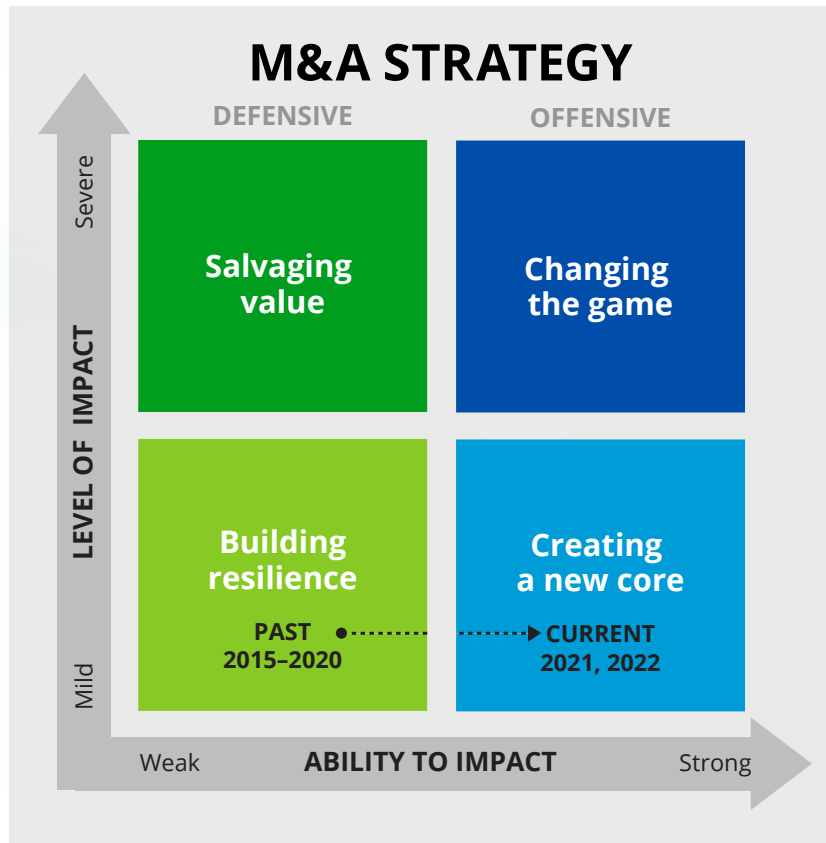 M&A STRATEGY
DEFENSIVE
OFFENSIVE
Severe
LEVEL OF IMPACT
Mild
Salvaging
value
Changing
the game
Building
resilience
PAST
2015–2020
Creating
a new core
CURRENT
2021, 2022
Weak
ABILITY TO IMPACT
Strong